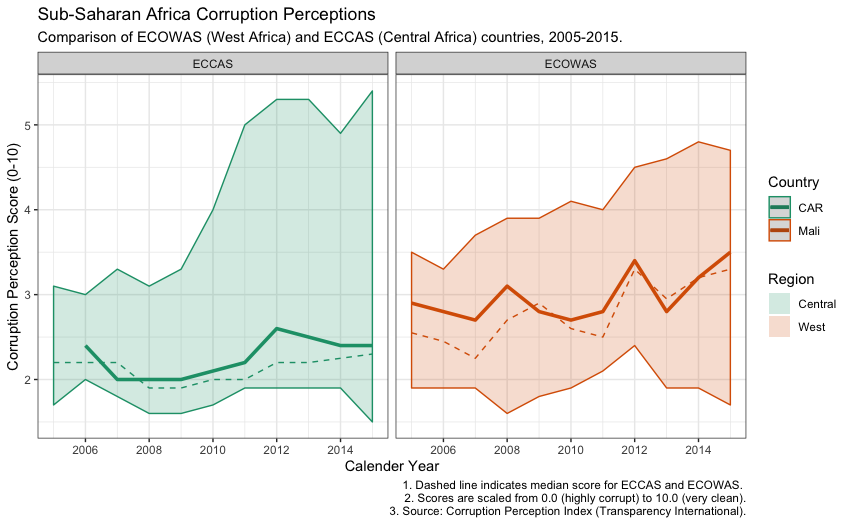 Sub-Saharan Africa Corruption Perceptions
Comparison of ECOWAS (West Africa) and ECCAS (Central Africa) countries, 2005-2015.
ECCAS
ECOWAS
Corruption Perception Score (0-10)
5
4
3
2
2006
2008
2010
2012
2014
2006
2008
2010
2012
2014
Calender Year
Country
CAR
Mali
Region
Central
West
1. Dashed line indicates median score for ECCAS and ECOWAS.
2. Scores are scaled from 0.0 (highly corrupt) to 10.0 (very clean).
3. Source: Corruption Perception Index (Transparency International).